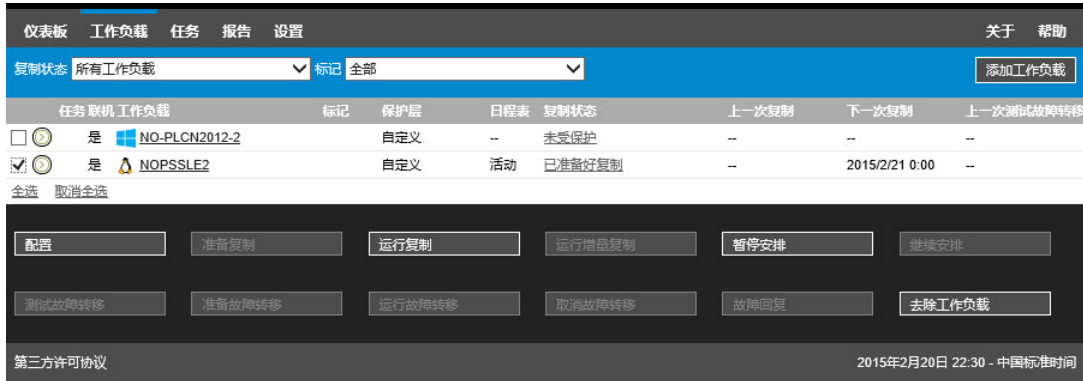 仪表板 工作负载 任务 报告 设置 关于 帮助
复制状态 所有工作负载 标记 全部 添加工作负载
任务 联机 工作负载 标记 保护层 日程表 复制状态 上一次复制 下一次复制 上一次测试故障转移
是 NO-PLCN2012-2 自定义 -- 未受保护 -- -- --
是 NOPSSLE2 自定义 活动 已准备好复制 -- 2015/2/21 0:00 --
全选 取消全选
配置 准备复制 运行复制 运行增量复制 暂停安排 继续安排
测试故障转移 准备故障转移 运行故障转移 取消故障转移 故障回复 去除工作负载
第三方许可协议 2015年2月20日 22:30 - 中国标准时间